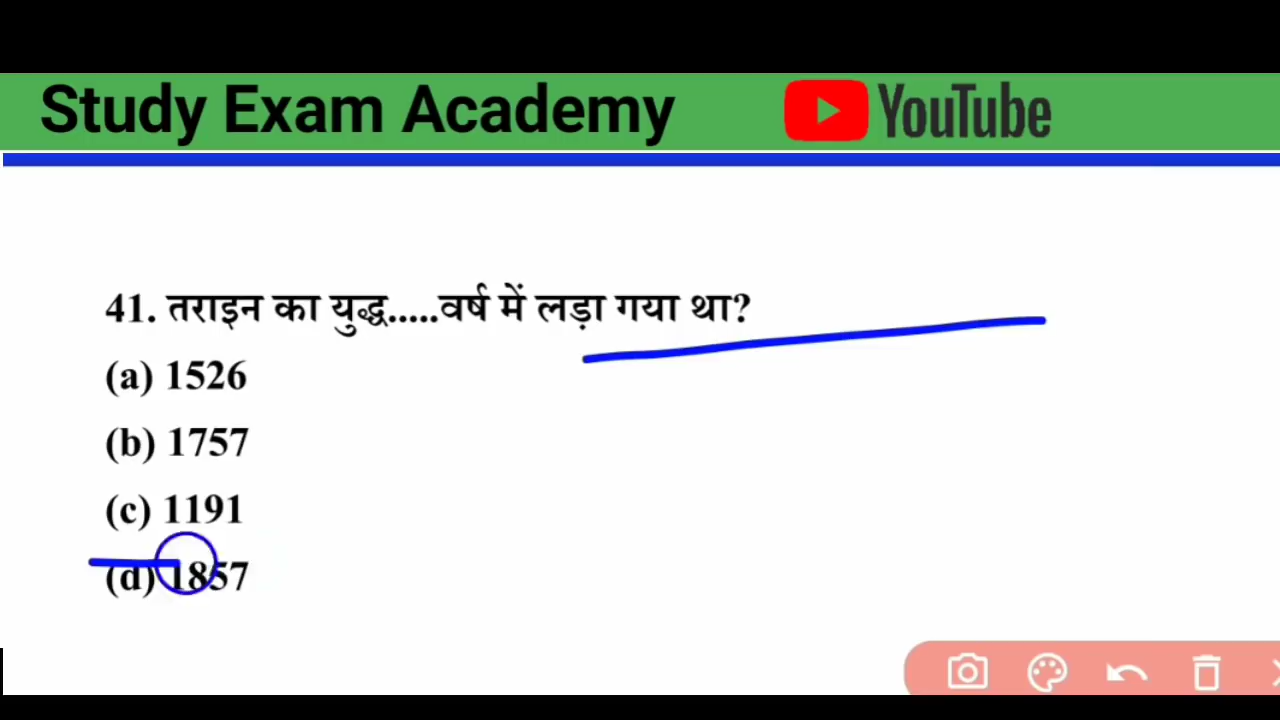 Study Exam Academy YouTube
41. तराइन का युद्ध.....वर्ष में लड़ा गया था?
(a) 1526
(b) 1757
(c) 1191
(d) 1857